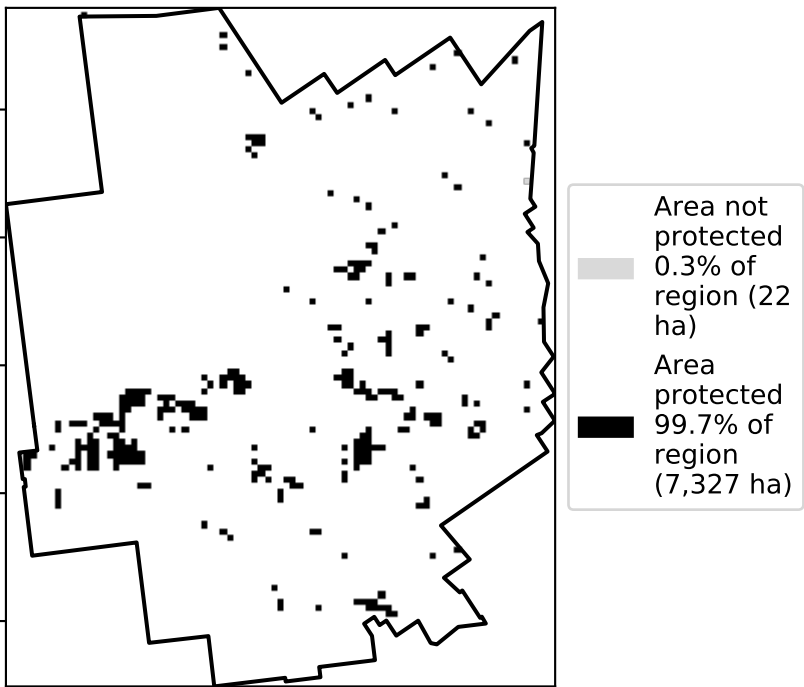 Area not
protected
0.3% of
region (22
ha)
Area
protected
99.7% of
region
(7,327 ha)